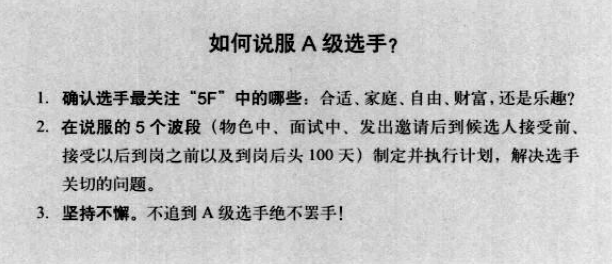 如何说服 A 级选手？
1. 确认选手最关注“5F”中的哪些：合适、家庭、自由、财富，还是乐趣？
2. 在说服的 5 个波段（物色中、面试中、发出邀请后到候选人接受前、
接受以后到岗之前以及到岗后头 100 天）制定并执行计划，解决选手
关切的问题。
3. 坚持不懈。不追到 A 级选手绝不罢手！